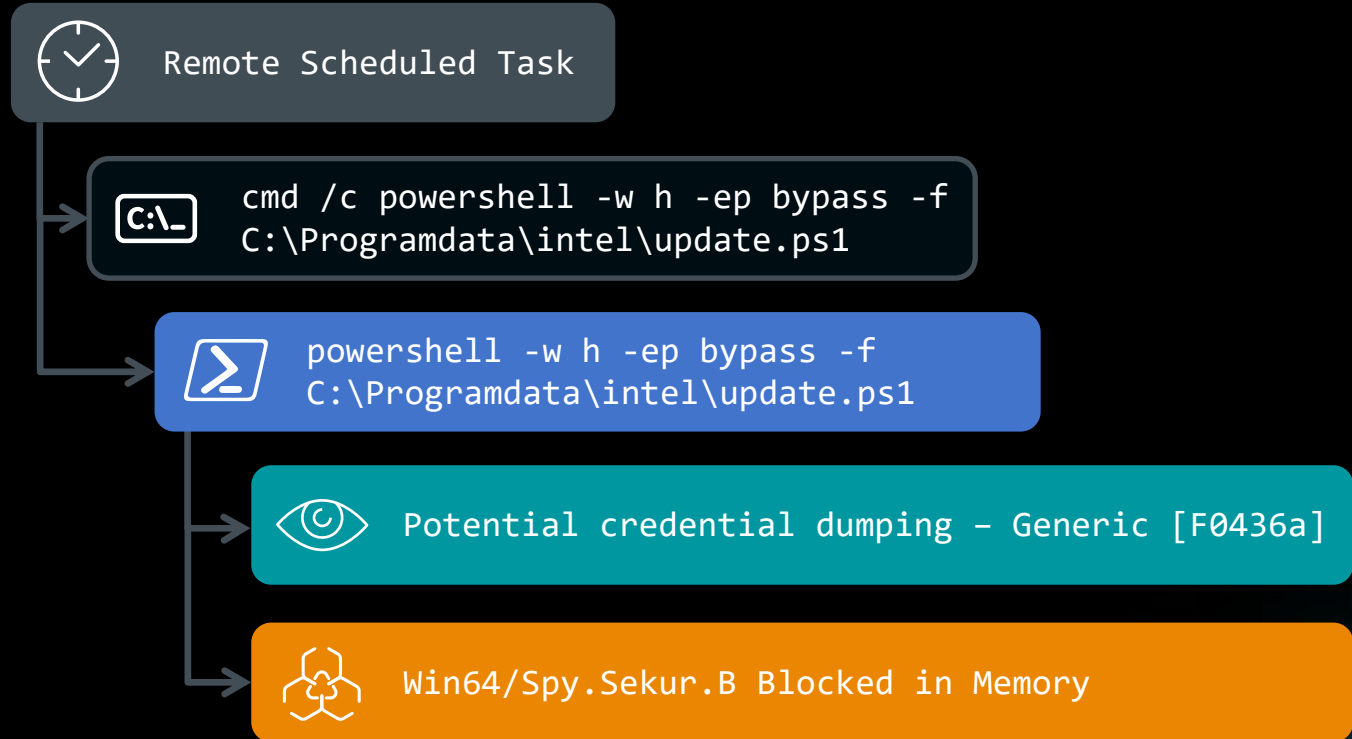 Remote Scheduled Task
C:\_
cmd /c powershell -w h -ep bypass -f
C:\Programdata\intel\update.ps1
powershell -w h -ep bypass -f
C:\Programdata\intel\update.ps1
Potential credential dumping – Generic [F0436a]
Win64/Spy.Sekur.B Blocked in Memory